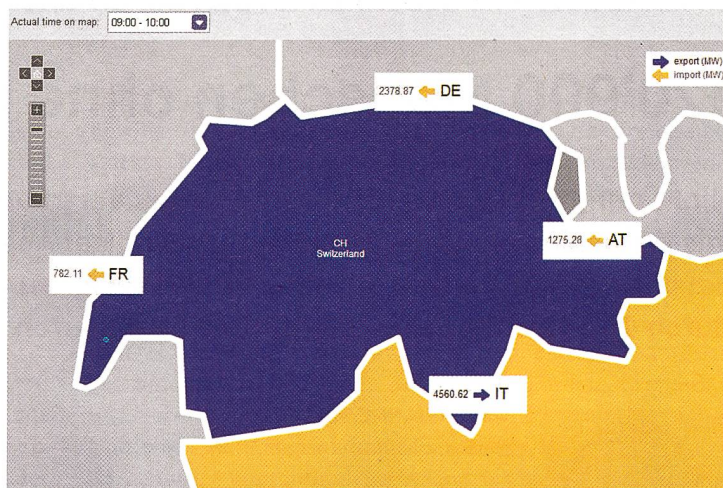 Actual time on map: 09:00 - 10:00
export (MW)
import (MW)
2378.87 DE
CH
Switzerland
1275.28 AT
782.11 FR
4560.62 IT